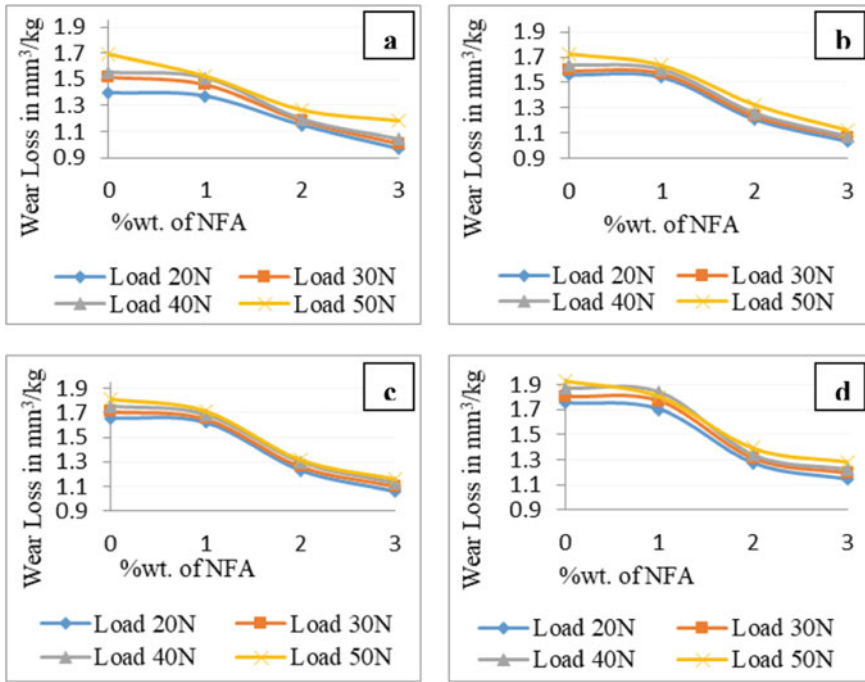 a
Wear Loss in mm³/kg
1.9
1.7
1.5
1.3
1.1
0.9
0 1 2 3
%wt. of NFA
Load 20N Load 30N
Load 40N Load 50N
b
Wear Loss in mm³/kg
1.9
1.7
1.5
1.3
1.1
0.9
0 1 2 3
%wt. of NFA
Load 20N Load 30N
Load 40N Load 50N
c
Wear Loss in mm³/kg
1.9
1.7
1.5
1.3
1.1
0.9
0 1 2 3
%wt. of NFA
Load 20N Load 30N
Load 40N Load 50N
d
Wear Loss in mm³/kg
1.9
1.7
1.5
1.3
1.1
0.9
0 1 2 3
%wt. of NFA
Load 20N Load 30N
Load 40N Load 50N